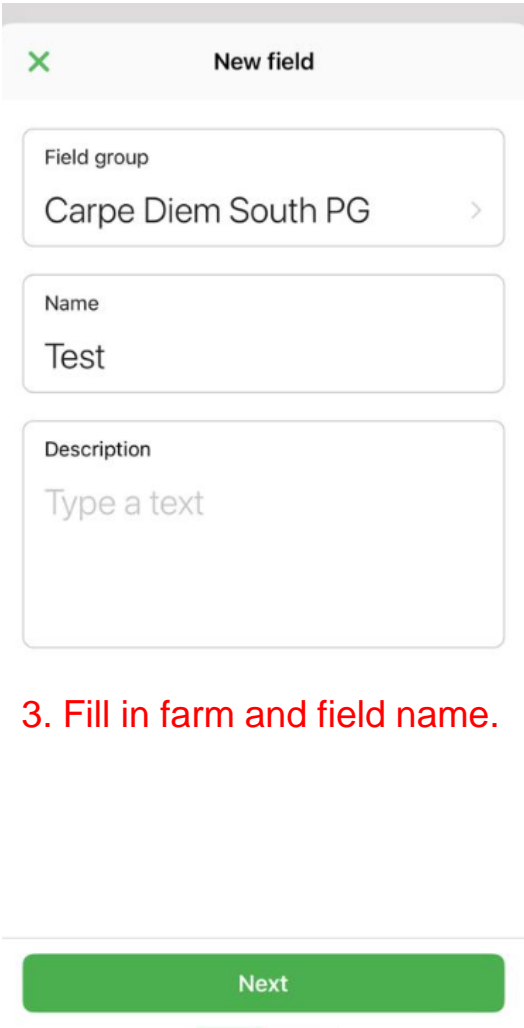 New field
Field group
Carpe Diem South PG
Name
Test
Description
Type a text
3. Fill in farm and field name.
Next